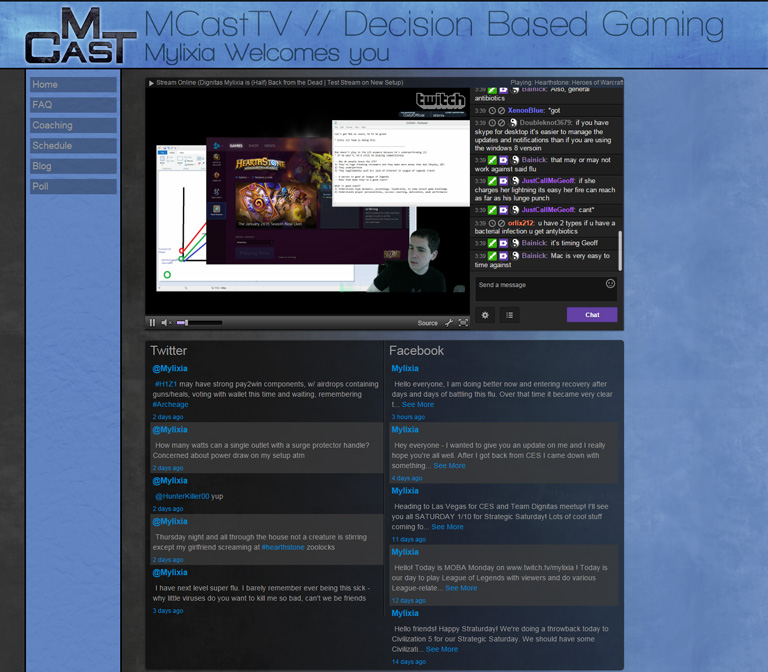 M
CAST
MCastTV // Decision Based Gaming
Mylixia Welcomes you
Home
FAQ
Coaching
Schedule
Blog
Poll
Stream Online (Dignitas Mylixia is (Half) Back from the Dead | Test Stream on New Setup)
Playing: Hearthstone: Heroes of Warcraft
twitch
HEARTHSTONE
The January 2015 Season Now Live!
Source
3:39 Bainick: Also, general
antibiotics
3:39 XenonBlue: *got
3:39 Doubleknot3679: if you have
skype for desktop it's easier to manage the
updates and notifications than if you are using
the windows 8 version
3:39 Bainick: that may or may not
work against said flu
3:39 JustCallMeGeoff: if she
charges her lightning its easy her fire can reach
as far as his lunge punch
3:39 JustCallMeGeoff: cant*
3:39 orlix212: u have 2 types if u have a
bacterial infection u get antybiotics
3:39 Bainick: it's timing Geoff
3:39 Bainick: Mac is very easy to
time against
Send a message
Chat
Twitter
@Mylixia
#H1Z1 may have strong pay2win components, w/ airdrops containing
guns/heals, voting with wallet this time and waiting, remembering
#Archeage
2 days ago
@Mylixia
How many watts can a single outlet with a surge protector handle?
Concerned about power draw on my setup atm
2 days ago
@Mylixia
@HunterKiller00 yup
2 days ago
@Mylixia
Thursday night and all through the house not a creature is stirring
except my girlfriend screaming at #hearthstone zoolocks
2 days ago
@Mylixia
I have next level super flu. I barely remember ever being this sick -
why little viruses do you want to kill me so bad, can't we be friends
3 days ago
Facebook
Mylixia
Hello everyone, I am doing better now and entering recovery after
days and days of battling this flu. Over that time it became very clear
t... See More
3 hours ago
Mylixia
Hey everyone - I wanted to give you an update on me and I really
hope you're all well. After I got back from CES I came down with
something... See More
4 days ago
Mylixia
Heading to Las Vegas for CES and Team Dignitas meetup! I'll see
you all SATURDAY 1/10 for Strategic Saturday! Lots of cool stuff
coming fo... See More
11 days ago
Mylixia
Hello! Today is MOBA Monday on www.twitch.tv/mylixia ! Today is
our day to play League of Legends with viewers and do various
League-relate... See More
12 days ago
Mylixia
Hello friends! Happy Straturday! We're doing a throwback today to
Civilization 5 for our Strategic Saturday. We should have some
Civilizati... See More
14 days ago